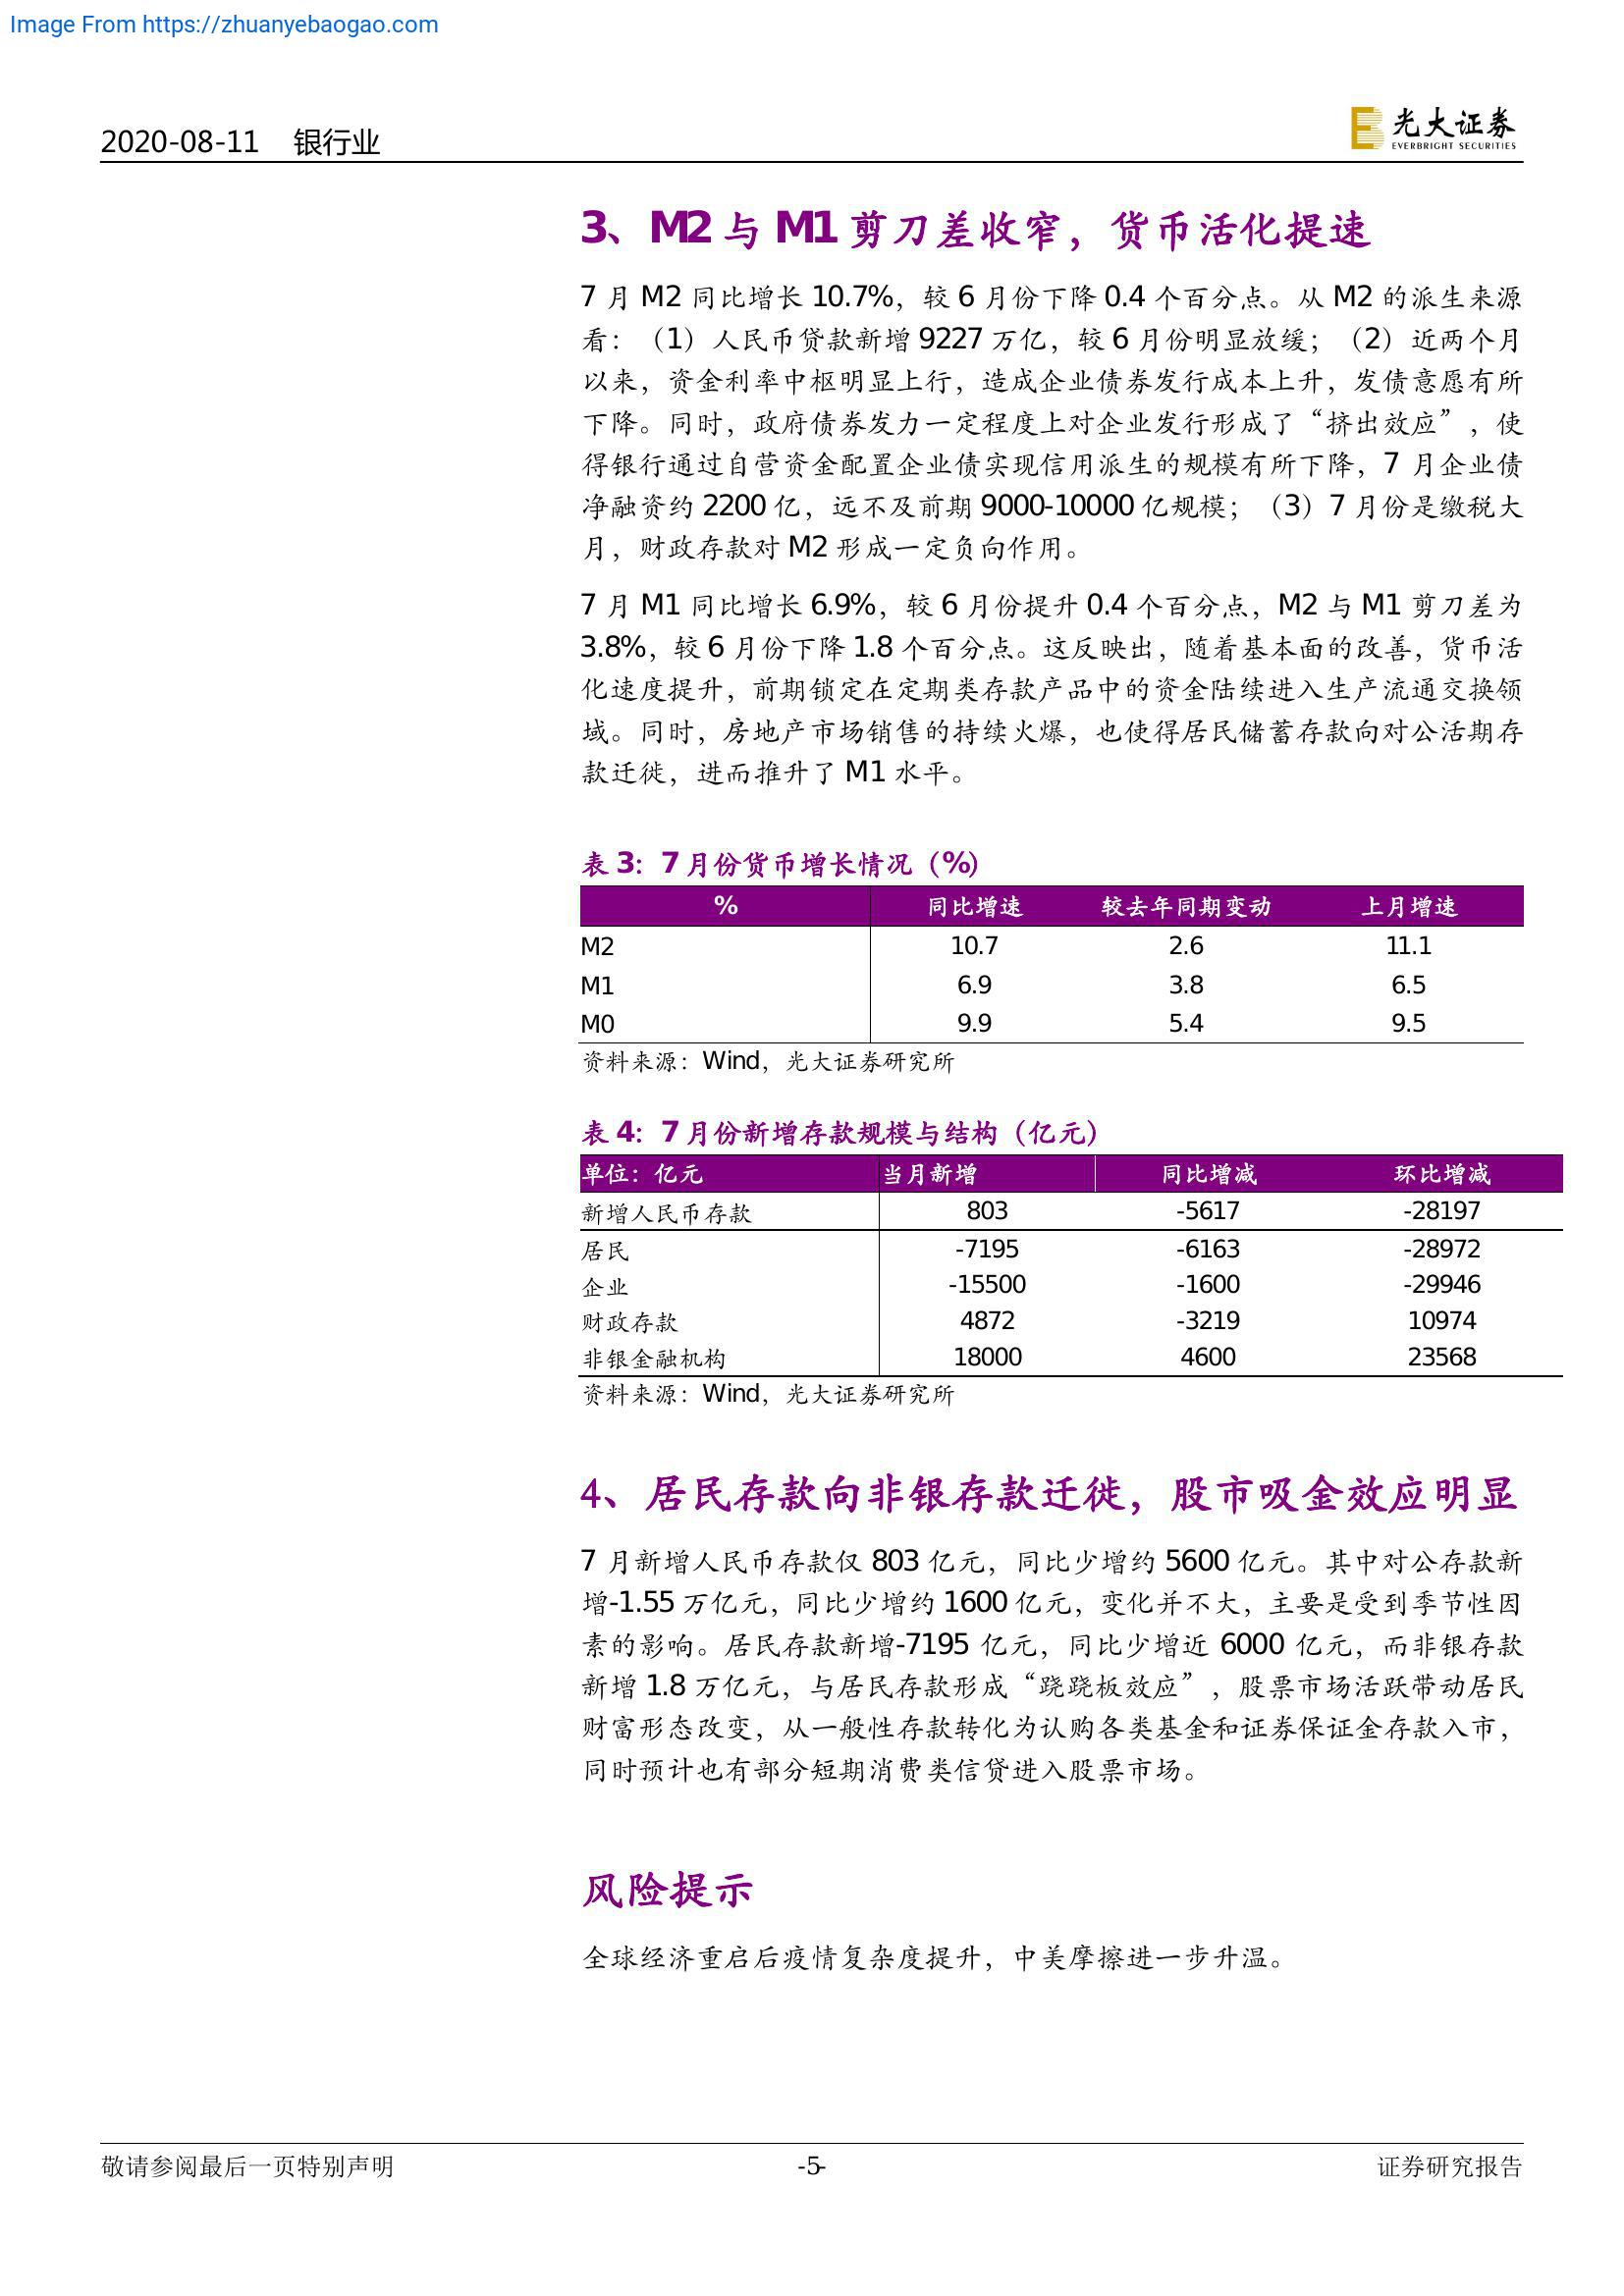 Image From https://zhuanyebaogao.com
2020-08-11 银行业
光大证券
EVERBRIGHT SECURITIES
3、M2 与 M1 剪刀差收窄，货币活化提速
7 月 M2 同比增长 10.7%，较 6 月份下降 0.4 个百分点。从 M2 的派生来源
看：（1）人民币贷款新增 9227 万亿，较 6 月份明显放缓；（2）近两个月
以来，资金利率中枢明显上行，造成企业债券发行成本上升，发债意愿有所
下降。同时，政府债券发力一定程度上对企业发行形成了“挤出效应”，使
得银行通过自营资金配置企业债实现信用派生的规模有所下降，7 月企业债
净融资约 2200 亿，远不及前期 9000-10000 亿规模；（3）7 月份是缴税大
月，财政存款对 M2 形成一定负向作用。
7 月 M1 同比增长 6.9%，较 6 月份提升 0.4 个百分点，M2 与 M1 剪刀差为
3.8%，较 6 月份下降 1.8 个百分点。这反映出，随着基本面的改善，货币活
化速度提升，前期锁定在定期类存款产品中的资金陆续进入生产流通交换领
域。同时，房地产市场销售的持续火爆，也使得居民储蓄存款向对公活期存
款迁徙，进而推升了 M1 水平。
表 3：7 月份货币增长情况（%）
% 同比增速 较去年同期变动 上月增速
M2 10.7 2.6 11.1
M1 6.9 3.8 6.5
M0 9.9 5.4 9.5
资料来源：Wind，光大证券研究所
表 4：7 月份新增存款规模与结构（亿元）
单位：亿元 当月新增 同比增减 环比增减
新增人民币存款 803 -5617 -28197
居民 -7195 -6163 -28972
企业 -15500 -1600 -29946
财政存款 4872 -3219 10974
非银金融机构 18000 4600 23568
资料来源：Wind，光大证券研究所
4、居民存款向非银存款迁徙，股市吸金效应明显
7 月新增人民币存款仅 803 亿元，同比少增约 5600 亿元。其中对公存款新
增-1.55 万亿元，同比少增约 1600 亿元，变化并不大，主要是受到季节性因
素的影响。居民存款新增-7195 亿元，同比少增近 6000 亿元，而非银存款
新增 1.8 万亿元，与居民存款形成“跷跷板效应”，股票市场活跃带动居民
财富形态改变，从一般性存款转化为认购各类基金和证券保证金存款入市，
同时预计也有部分短期消费类信贷进入股票市场。
风险提示
全球经济重启后疫情复杂度提升，中美摩擦进一步升温。
敬请参阅最后一页特别声明 -5- 证券研究报告